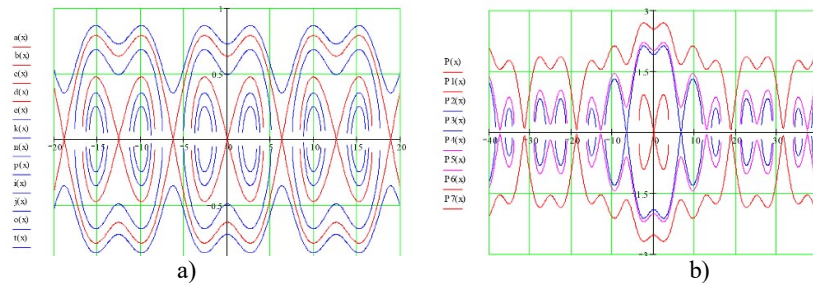 a(x)
b(x)
c(x)
d(x)
e(x)
k(x)
n(x)
p(x)
i(x)
j(x)
o(x)
t(x)
1
0.5
-20 -15 -10 -5 0 5 10 15 20
0.5
a)
P(x)
P1(x)
P2(x)
P3(x)
P4(x)
P5(x)
P6(x)
P7(x)
3
1.5
-40 -30 -20 -10 0 10 20 30
1.5
-3
b)